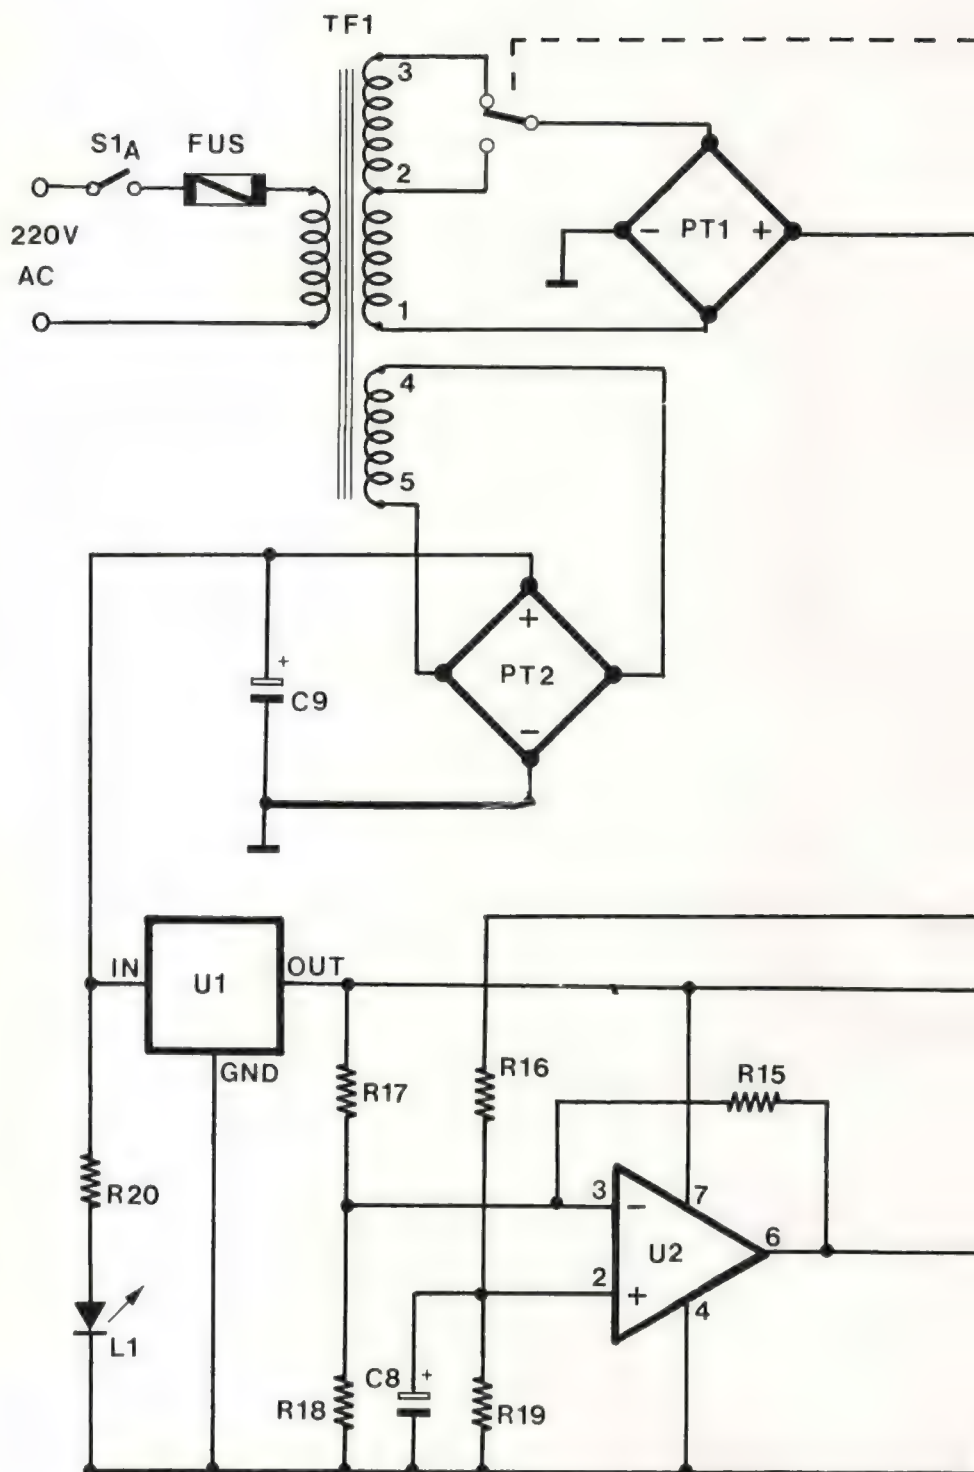 TF1
3
S1A
FUS
2
220V
AC
- PT1 +
1
4
5
+
+
PT2
C9
-
IN
U1
OUT
GND
R16
R17
R15
R20
3
-
7
6
U2
2
+
4
L1
C8
+
R18
R19